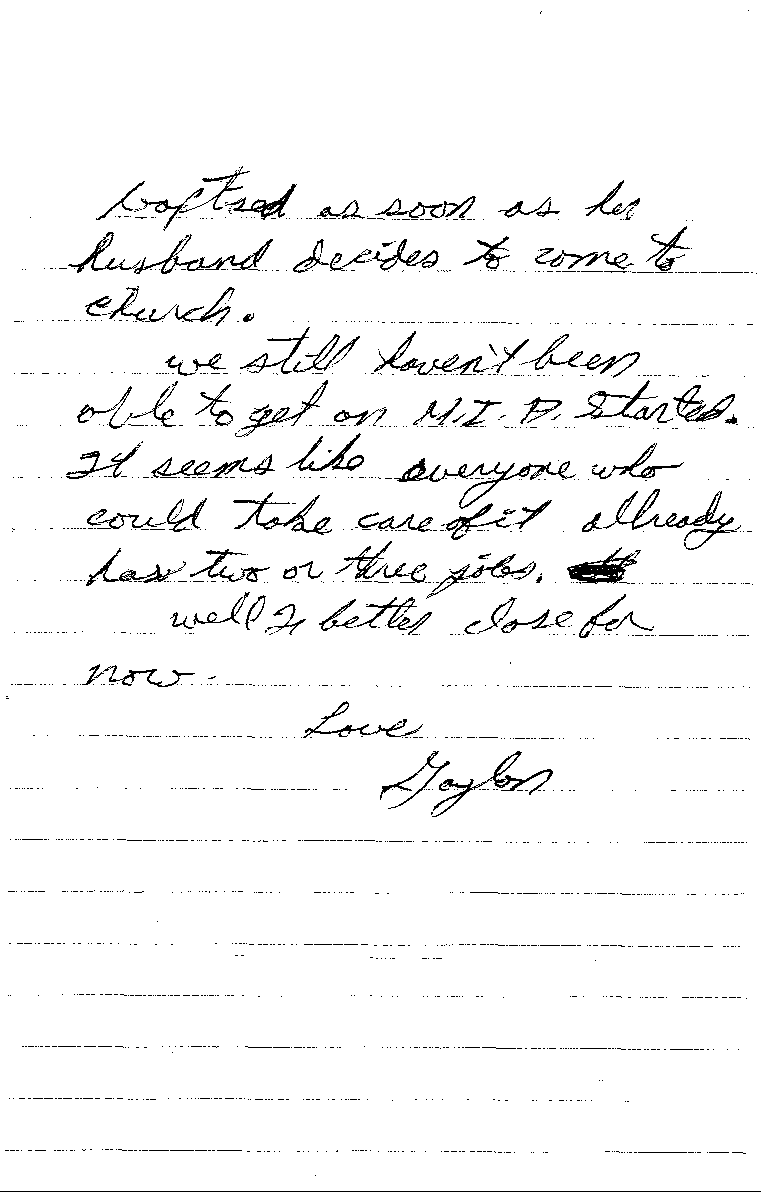 baptsed as soon as her
husband decides to come to
church.
we still haven't been
able to get an M.I.A. Started.
It seems like everyone who
could take care of it allready
has two or three jobs.
well I better close for
now.
Love
Gaylon